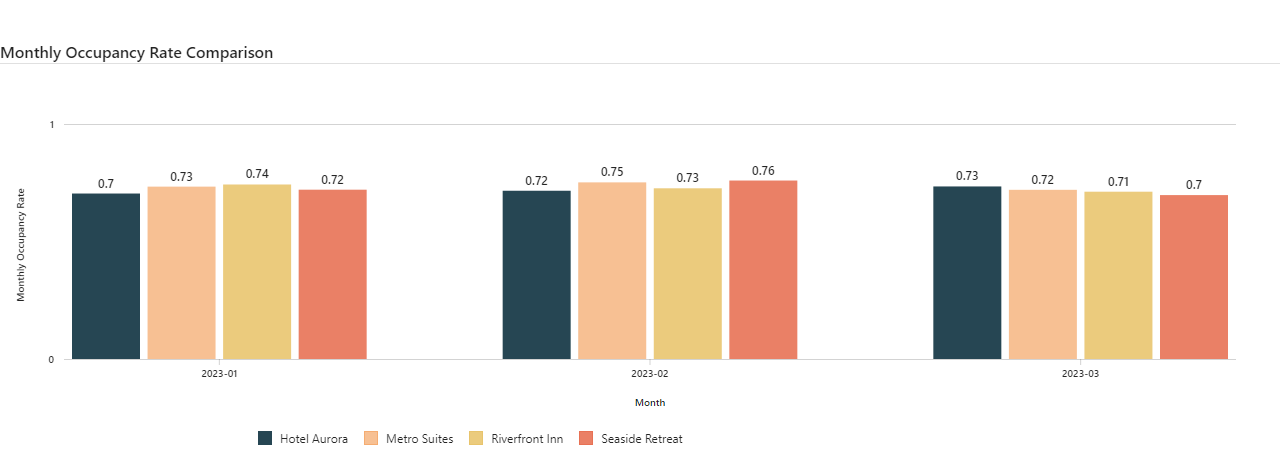 Monthly Occupancy Rate Comparison
1
0.7 0.73 0.74 0.72 0.72 0.75 0.73 0.76 0.73 0.72 0.71 0.7
Monthly Occupancy Rate
0
2023-01 2023-02 2023-03
Month
Hotel Aurora Metro Suites Riverfront Inn Seaside Retreat